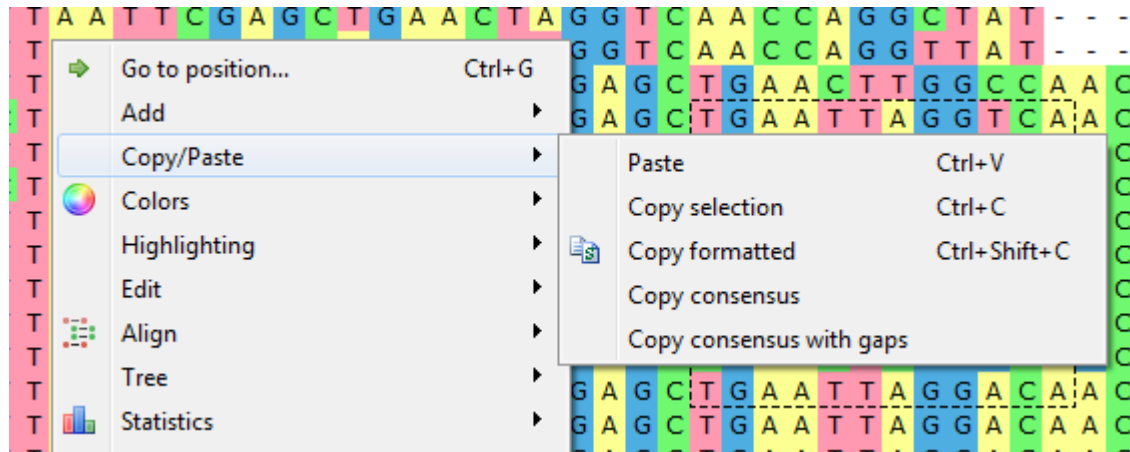 T A A T T C G A G C T G A A C T A G G T C A A C C A G G C T A T - - -
T G G T C A A C C A G G T T A T - - -
Go to position... Ctrl+G
T G A G C T G A A C T T G G C C A A C
Add
T G A G C T G A A T T A G G T C A A C
Copy/Paste
T
Paste Ctrl+V
C
T
Colors
Copy selection Ctrl+C
C
T
C
Highlighting
Copy formatted Ctrl+Shift+C
T
C
Edit
Copy consensus
T
C
Align
Copy consensus with gaps
T
C
T
C
Tree
T G A G C T G A A T T A G G A C A A C
Statistics
T G A G C T G A A T T A G G A C A A C